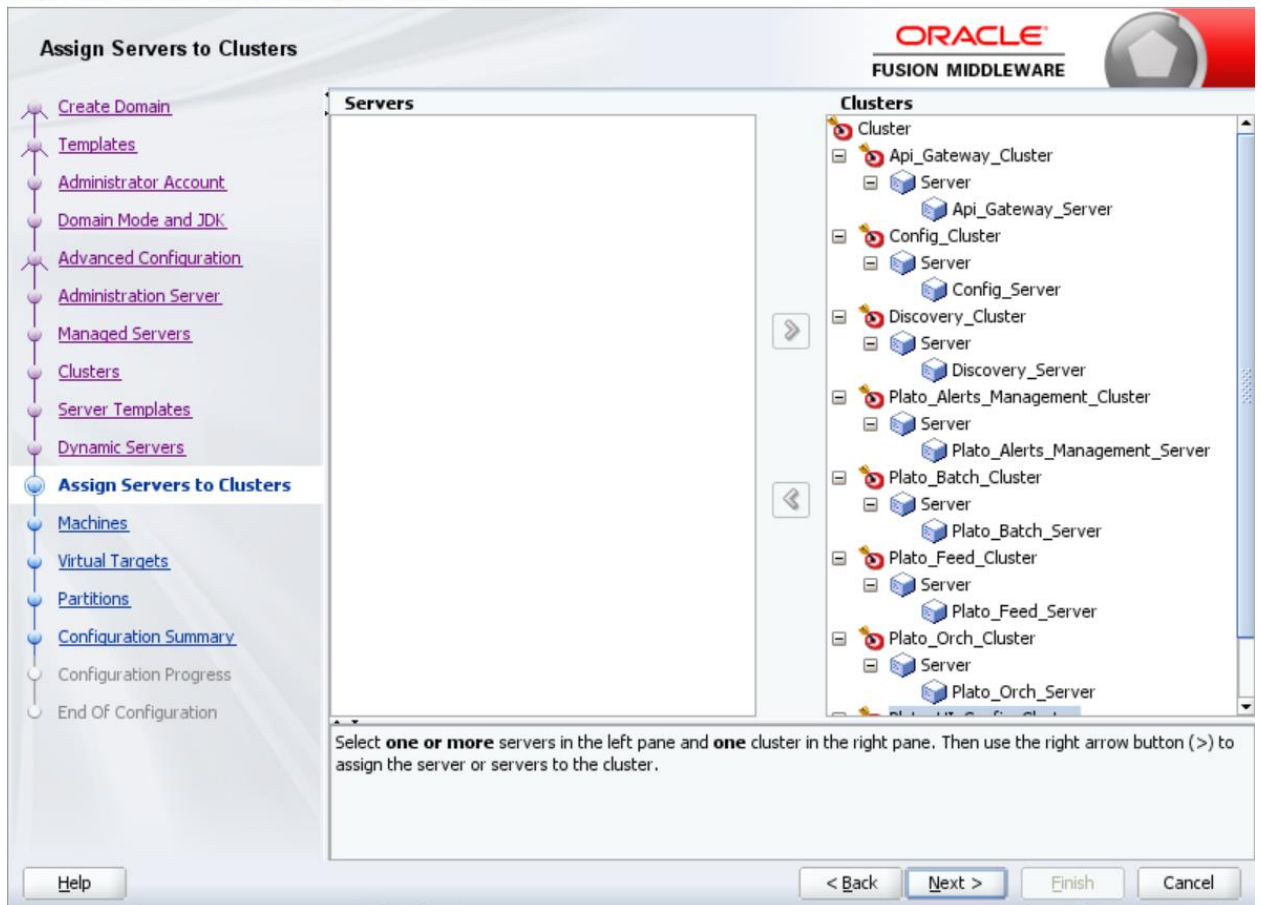 Assign Servers to Clusters
ORACLE
FUSION MIDDLEWARE
Create Domain
Templates
Administrator Account
Domain Mode and JDK
Advanced Configuration
Administration Server
Managed Servers
Clusters
Server Templates
Dynamic Servers
Assign Servers to Clusters
Machines
Virtual Targets
Partitions
Configuration Summary
Configuration Progress
End Of Configuration
Servers
Clusters
Cluster
Api_Gateway_Cluster
Server
Api_Gateway_Server
Config_Cluster
Server
Config_Server
Discovery_Cluster
Server
Discovery_Server
Plato_Alerts_Management_Cluster
Server
Plato_Alerts_Management_Server
Plato_Batch_Cluster
Server
Plato_Batch_Server
Plato_Feed_Cluster
Server
Plato_Feed_Server
Plato_Orch_Cluster
Server
Plato_Orch_Server
Select one or more servers in the left pane and one cluster in the right pane. Then use the right arrow button (>) to
assign the server or servers to the cluster.
Help
< Back
Next >
Finish
Cancel